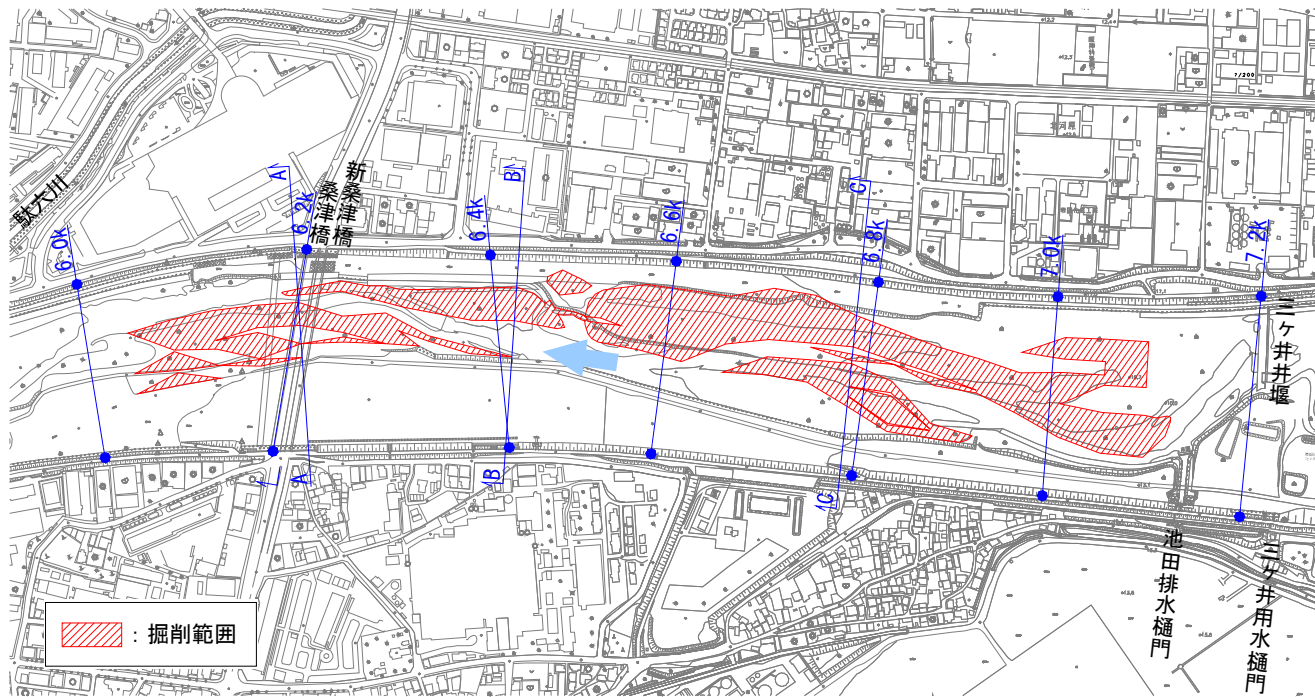 駄六川
6.0k
A
6.2k
新桑津橋
桑津橋
6.4k
B
6.6k
C
6.8k
7.0k
7.2k
三ケ井井堰
A
B
C
池田排水樋門
三ケ井用水樋門
：掘削範囲